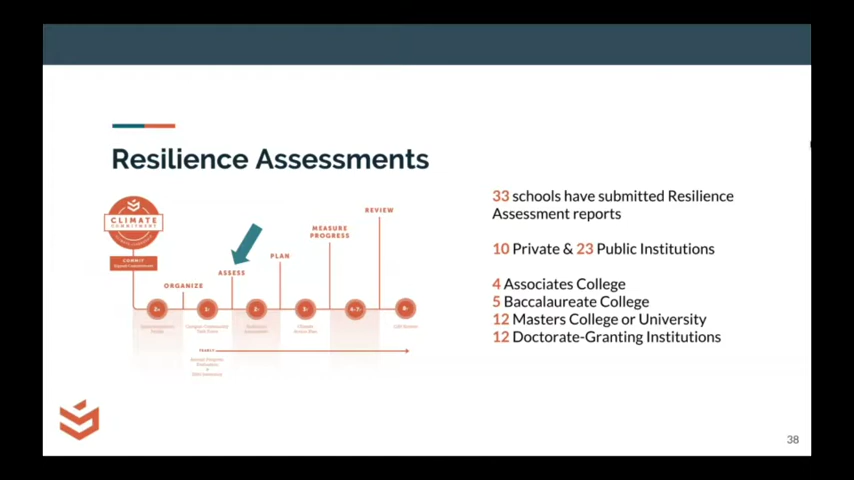 Resilience Assessments
CLIMATE
COMMITMENT
COMMIT
ORGANIZE
ASSESS
PLAN
MEASURE
PROGRESS
REVIEW
YEARLY
33 schools have submitted Resilience
Assessment reports
10 Private & 23 Public Institutions
4 Associates College
5 Baccalaureate College
12 Masters College or University
12 Doctorate-Granting Institutions
38